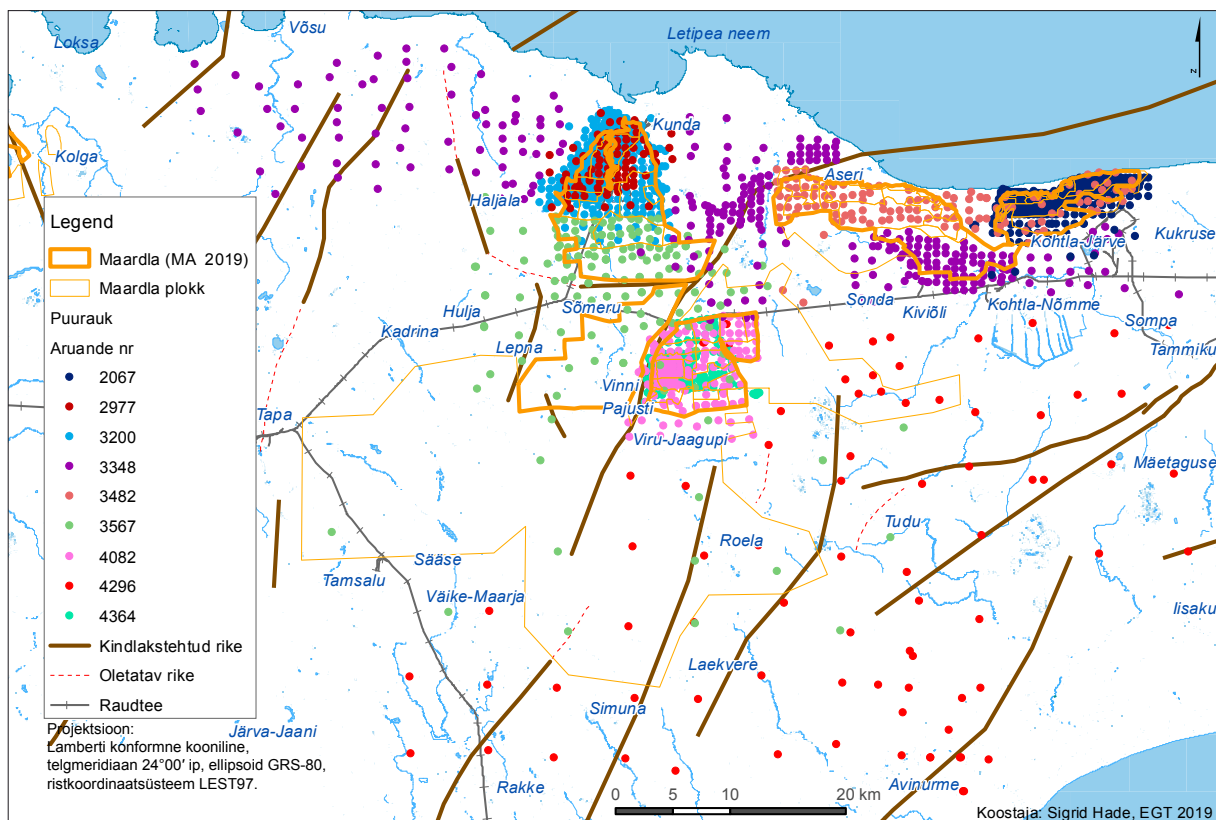 Loksa
Võsu
Letipea neem
z
Kolga
Kunda
Aseri
Haljala
Kohtla-Järve
Kukruse
Legend
Maardla (MA 2019)
Maardla plokk
Puurauk
Aruande nr
2067
2977
3200
3348
3482
3567
4082
4296
4364
Kindlakstehtud rike
Oletatav rike
Raudtee
Hulja
Sõmeru
Sonda
Kiviõli
Kohtla-Nõmme
Kadrina
Sompa
Lepna
Tammiku
Vinni
Pajusti
Tapa
Viru-Jaagupi
Mäetaguse
Tudu
Roela
Sääse
Tamsalu
Väike-Maarja
Iisaku
Laekvere
Simuna
Järva-Jaani
Rakke
Avinurme
Projektsioon:
Lamberti konformne kooniline,
telgmeridiaan 24°00' ip, ellipsoid GRS-80,
ristkoordinaatsüsteem LEST97.
0 5 10 20 km
Koostaja: Sigrid Hade, EGT 2019